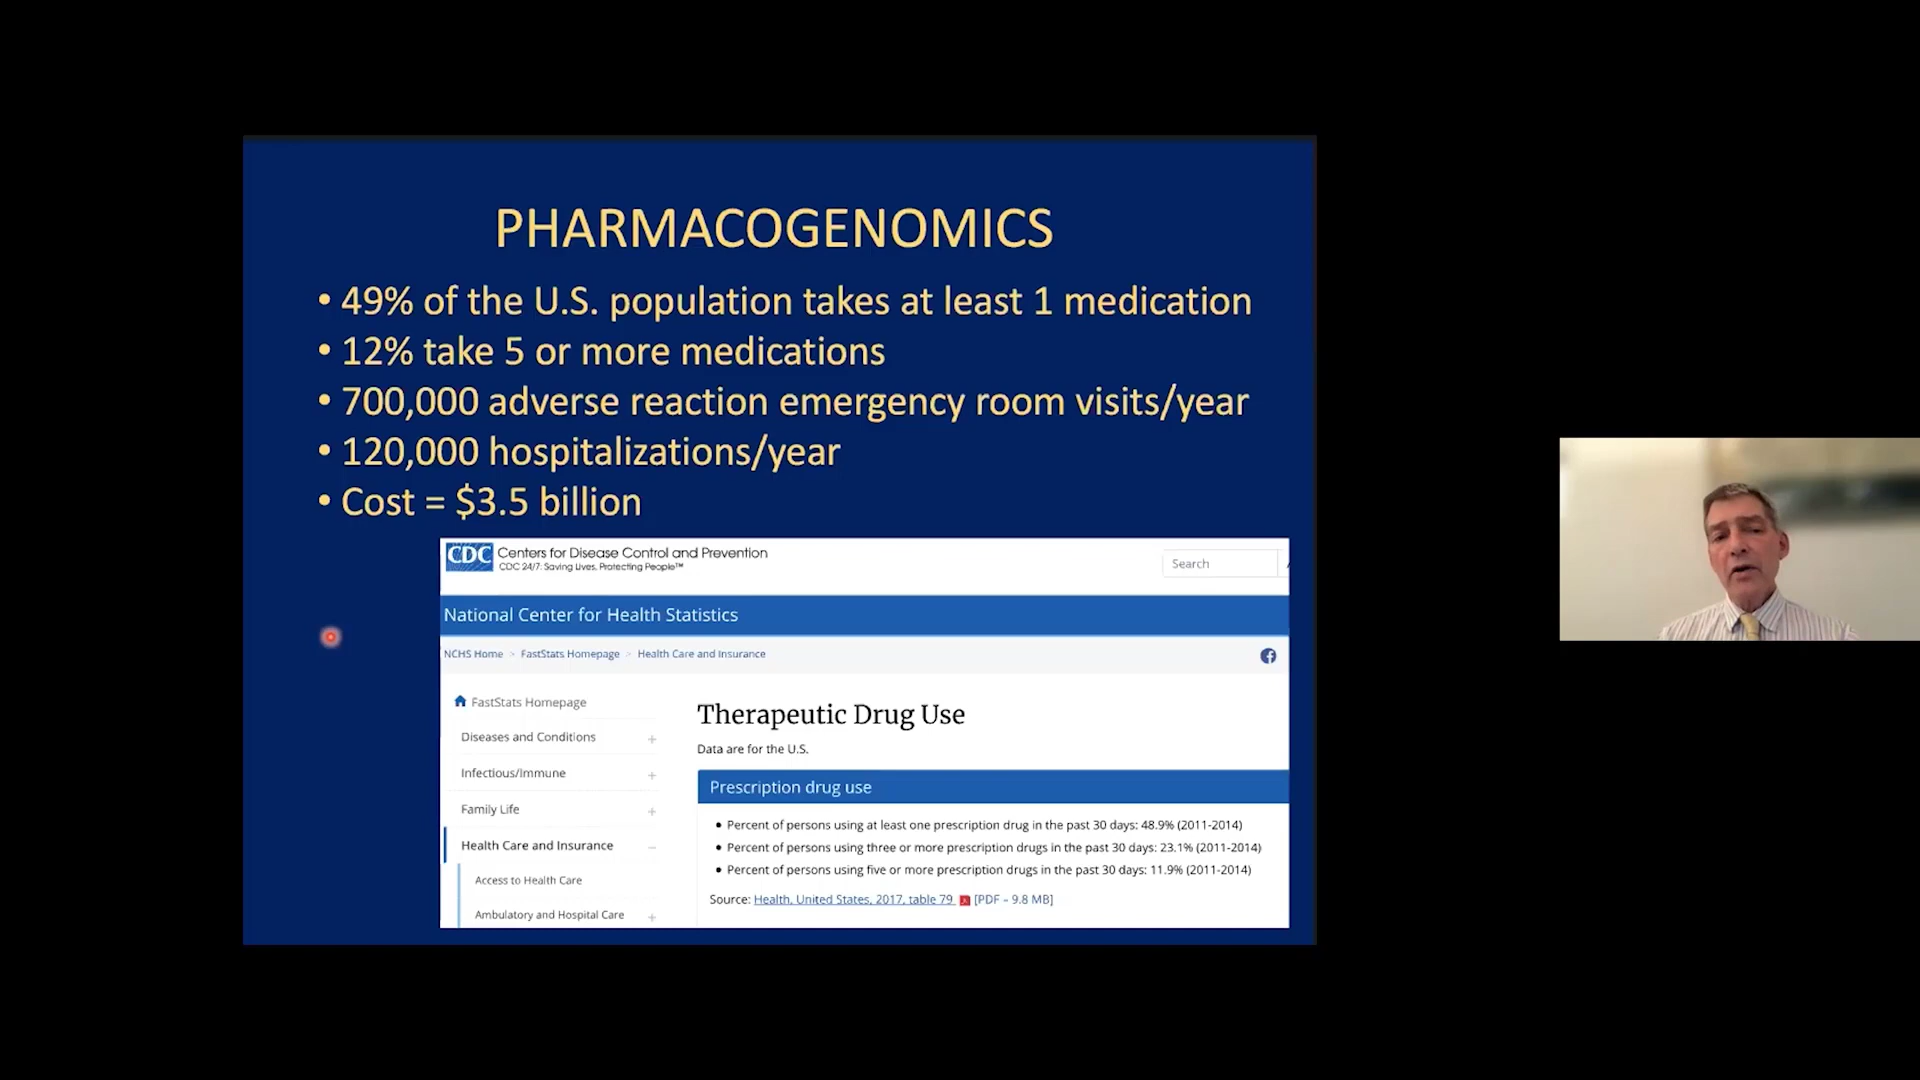 PHARMACOGENOMICS
• 49% of the U.S. population takes at least 1 medication
• 12% take 5 or more medications
• 700,000 adverse reaction emergency room visits/year
• 120,000 hospitalizations/year
• Cost = $3.5 billion
CDC Centers for Disease Control and Prevention
CDC 24/7: Saving Lives, Protecting People™
Search
National Center for Health Statistics
NCHS Home > FastStats Homepage > Health Care and Insurance
FastStats Homepage
Diseases and Conditions +
Infectious/Immune +
Family Life +
Health Care and Insurance –
Access to Health Care
Ambulatory and Hospital Care +
Therapeutic Drug Use
Data are for the U.S.
Prescription drug use
• Percent of persons using at least one prescription drug in the past 30 days: 48.9% (2011-2014)
• Percent of persons using three or more prescription drugs in the past 30 days: 23.1% (2011-2014)
• Percent of persons using five or more prescription drugs in the past 30 days: 11.9% (2011-2014)
Source: Health, United States, 2017, table 79 [PDF – 9.8 MB]